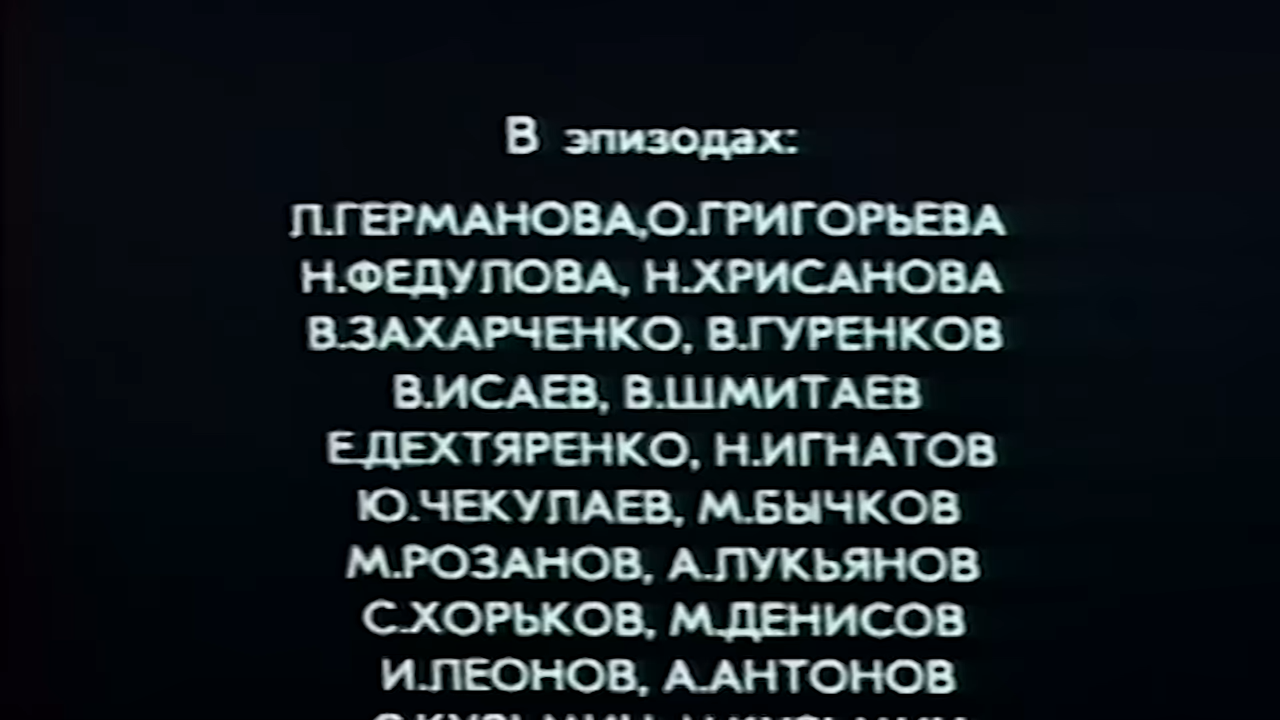 В эпизодах:
Л.ГЕРМАНОВА,О.ГРИГОРЬЕВА
Н.ФЕДУЛОВА, Н.ХРИСАНОВА
В.ЗАХАРЧЕНКО, В.ГУРЕНКОВ
В.ИСАЕВ, В.ШМИТАЕВ
Е.ДЕХТЯРЕНКО, Н.ИГНАТОВ
Ю.ЧЕКУЛАЕВ, М.БЫЧКОВ
М.РОЗАНОВ, А.ЛУКЬЯНОВ
С.ХОРЬКОВ, М.ДЕНИСОВ
И.ЛЕОНОВ, А.АНТОНОВ